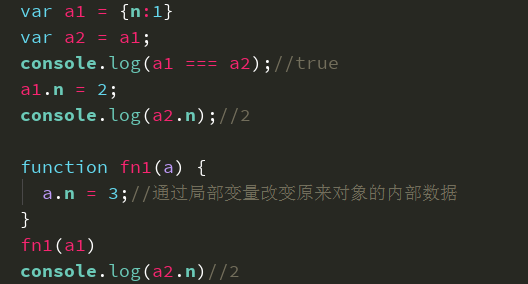 var a1 = {n:1}
var a2 = a1;
console.log(a1 === a2);//true
a1.n = 2;
console.log(a2.n);//2
function fn1(a) {
a.n = 3;//通过局部变量改变原来对象的内部数据
}
fn1(a1)
console.log(a2.n)//2